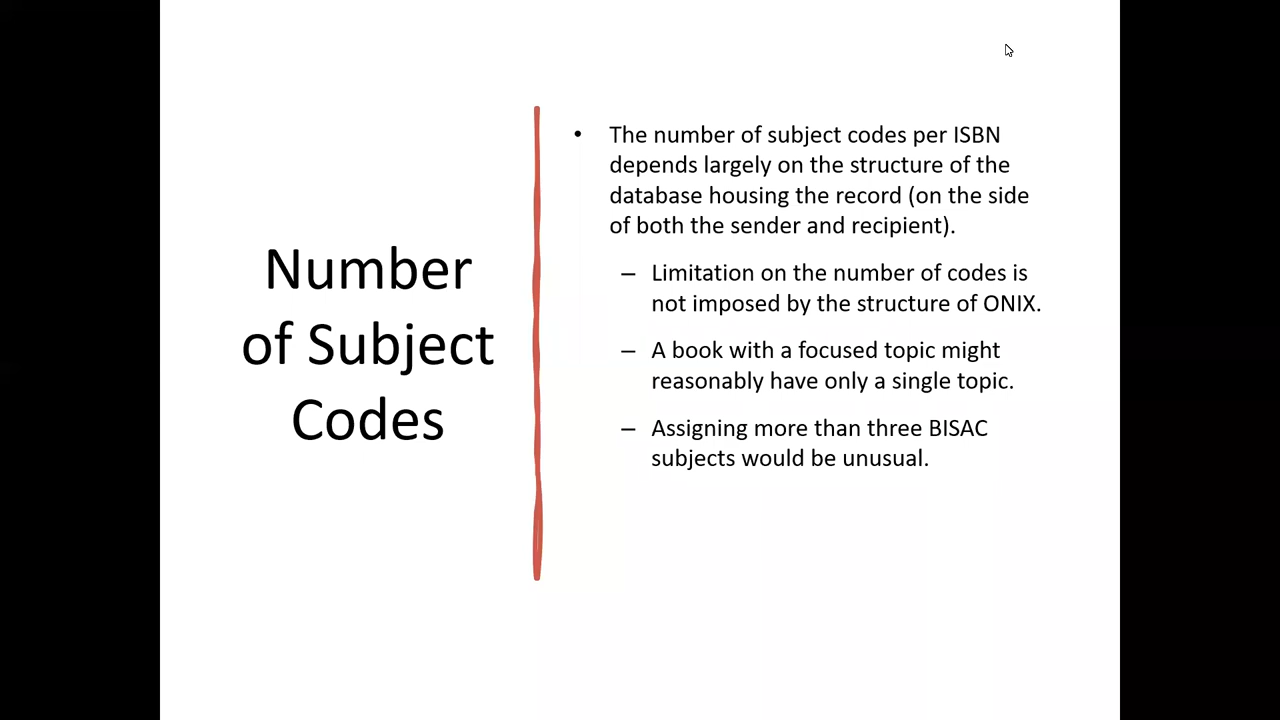 Number
of Subject
Codes
• The number of subject codes per ISBN
depends largely on the structure of the
database housing the record (on the side
of both the sender and recipient).
– Limitation on the number of codes is
not imposed by the structure of ONIX.
– A book with a focused topic might
reasonably have only a single topic.
– Assigning more than three BISAC
subjects would be unusual.